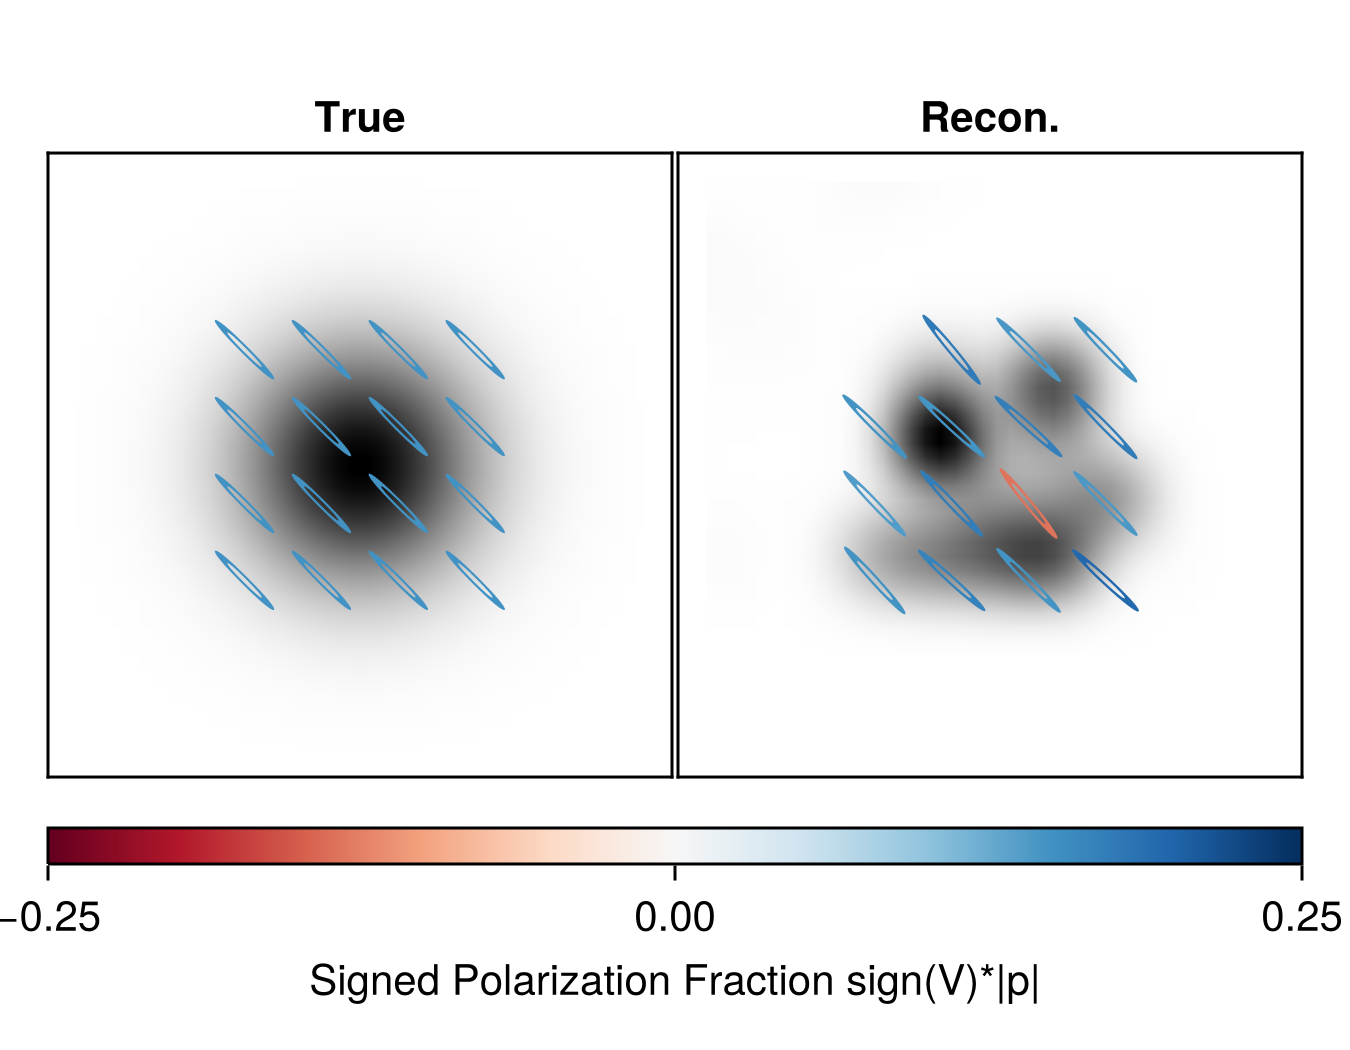 True
Recon.
−0.25
0.00
0.25
Signed Polarization Fraction sign(V)*|p|